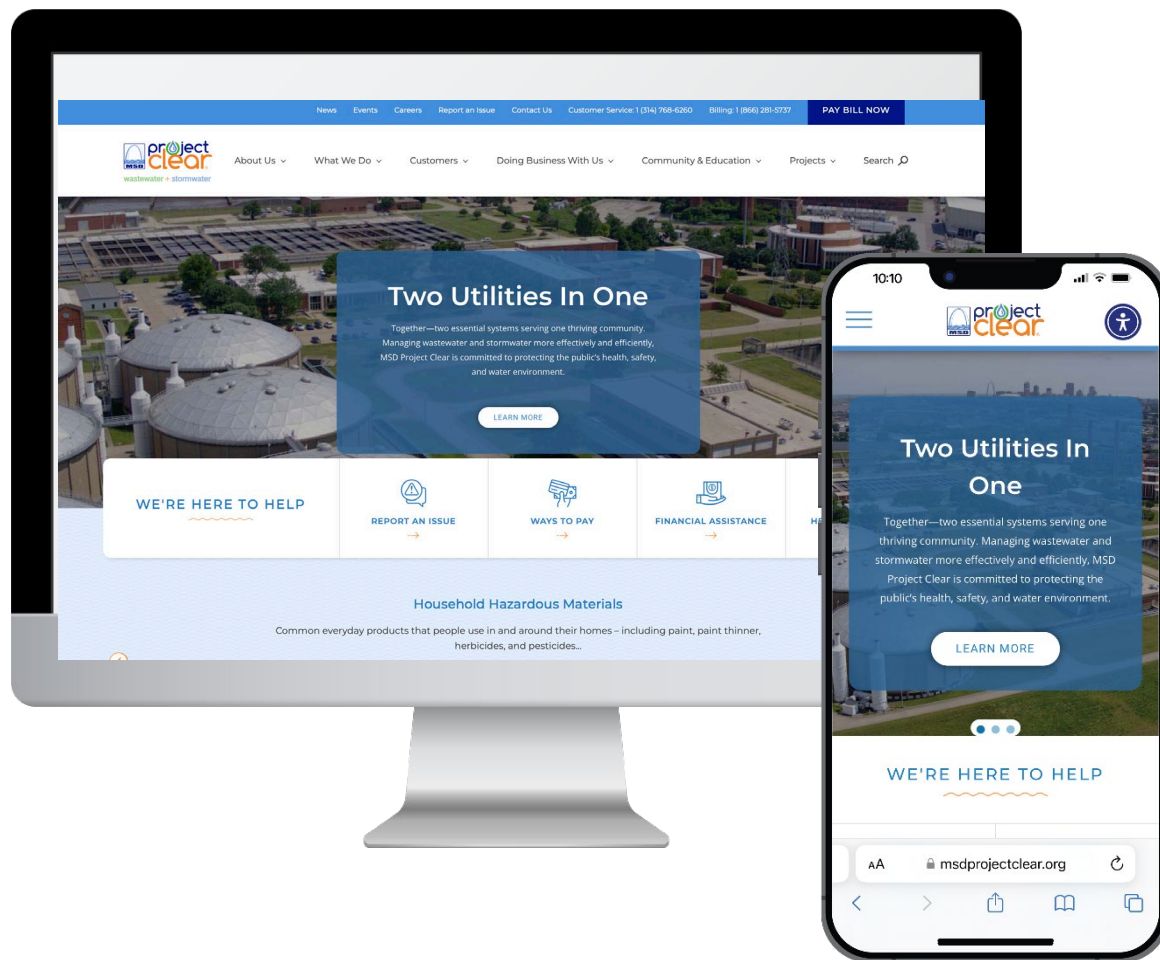 News Events Careers Report an Issue Contact Us Customer Service: 1 (314) 768-6260 Billing: 1 (866) 281-5737 PAY BILL NOW
MSD project clear
wastewater + stormwater
About Us What We Do Customers Doing Business With Us Community & Education Projects Search
Two Utilities In One
Together—two essential systems serving one thriving community.
Managing wastewater and stormwater more effectively and efficiently,
MSD Project Clear is committed to protecting the public's health, safety,
and water environment.
LEARN MORE
WE'RE HERE TO HELP
REPORT AN ISSUE
WAYS TO PAY
FINANCIAL ASSISTANCE
Household Hazardous Materials
Common everyday products that people use in and around their homes – including paint, paint thinner,
herbicides, and pesticides...
10:10
MSD project clear
Two Utilities In
One
Together—two essential systems serving one
thriving community. Managing wastewater and
stormwater more effectively and efficiently, MSD
Project Clear is committed to protecting the
public's health, safety, and water environment.
LEARN MORE
WE'RE HERE TO HELP
AA msdprojectclear.org